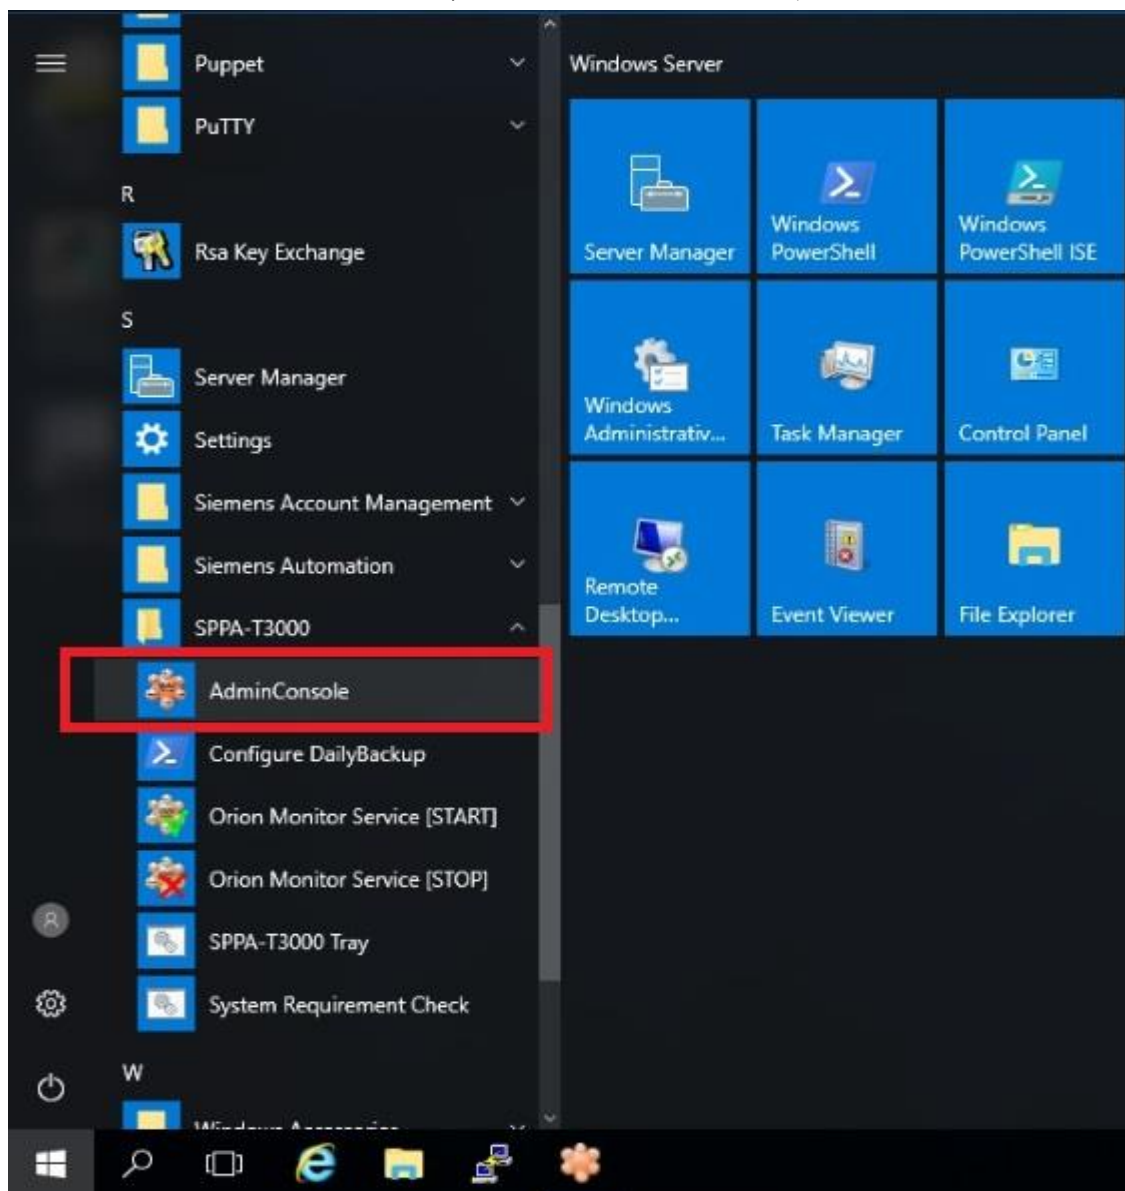 Puppet
PuTTY
R
Rsa Key Exchange
S
Server Manager
Settings
Siemens Account Management
Siemens Automation
SPPA-T3000
AdminConsole
Configure DailyBackup
Orion Monitor Service [START]
Orion Monitor Service [STOP]
SPPA-T3000 Tray
System Requirement Check
W
Windows Server
Server Manager
Windows
PowerShell
Windows
PowerShell ISE
Windows
Administrativ...
Task Manager
Control Panel
Remote
Desktop...
Event Viewer
File Explorer